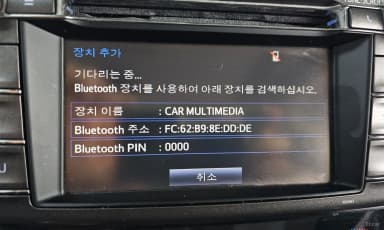 장치 추가
기다리는 중...
Bluetooth 장치를 사용하여 아래 장치를 검색하십시오.
장치 이름 : CAR MULTIMEDIA
Bluetooth 주소 : FC:62:B9:8E:DD:DE
Bluetooth PIN : 0000
취소